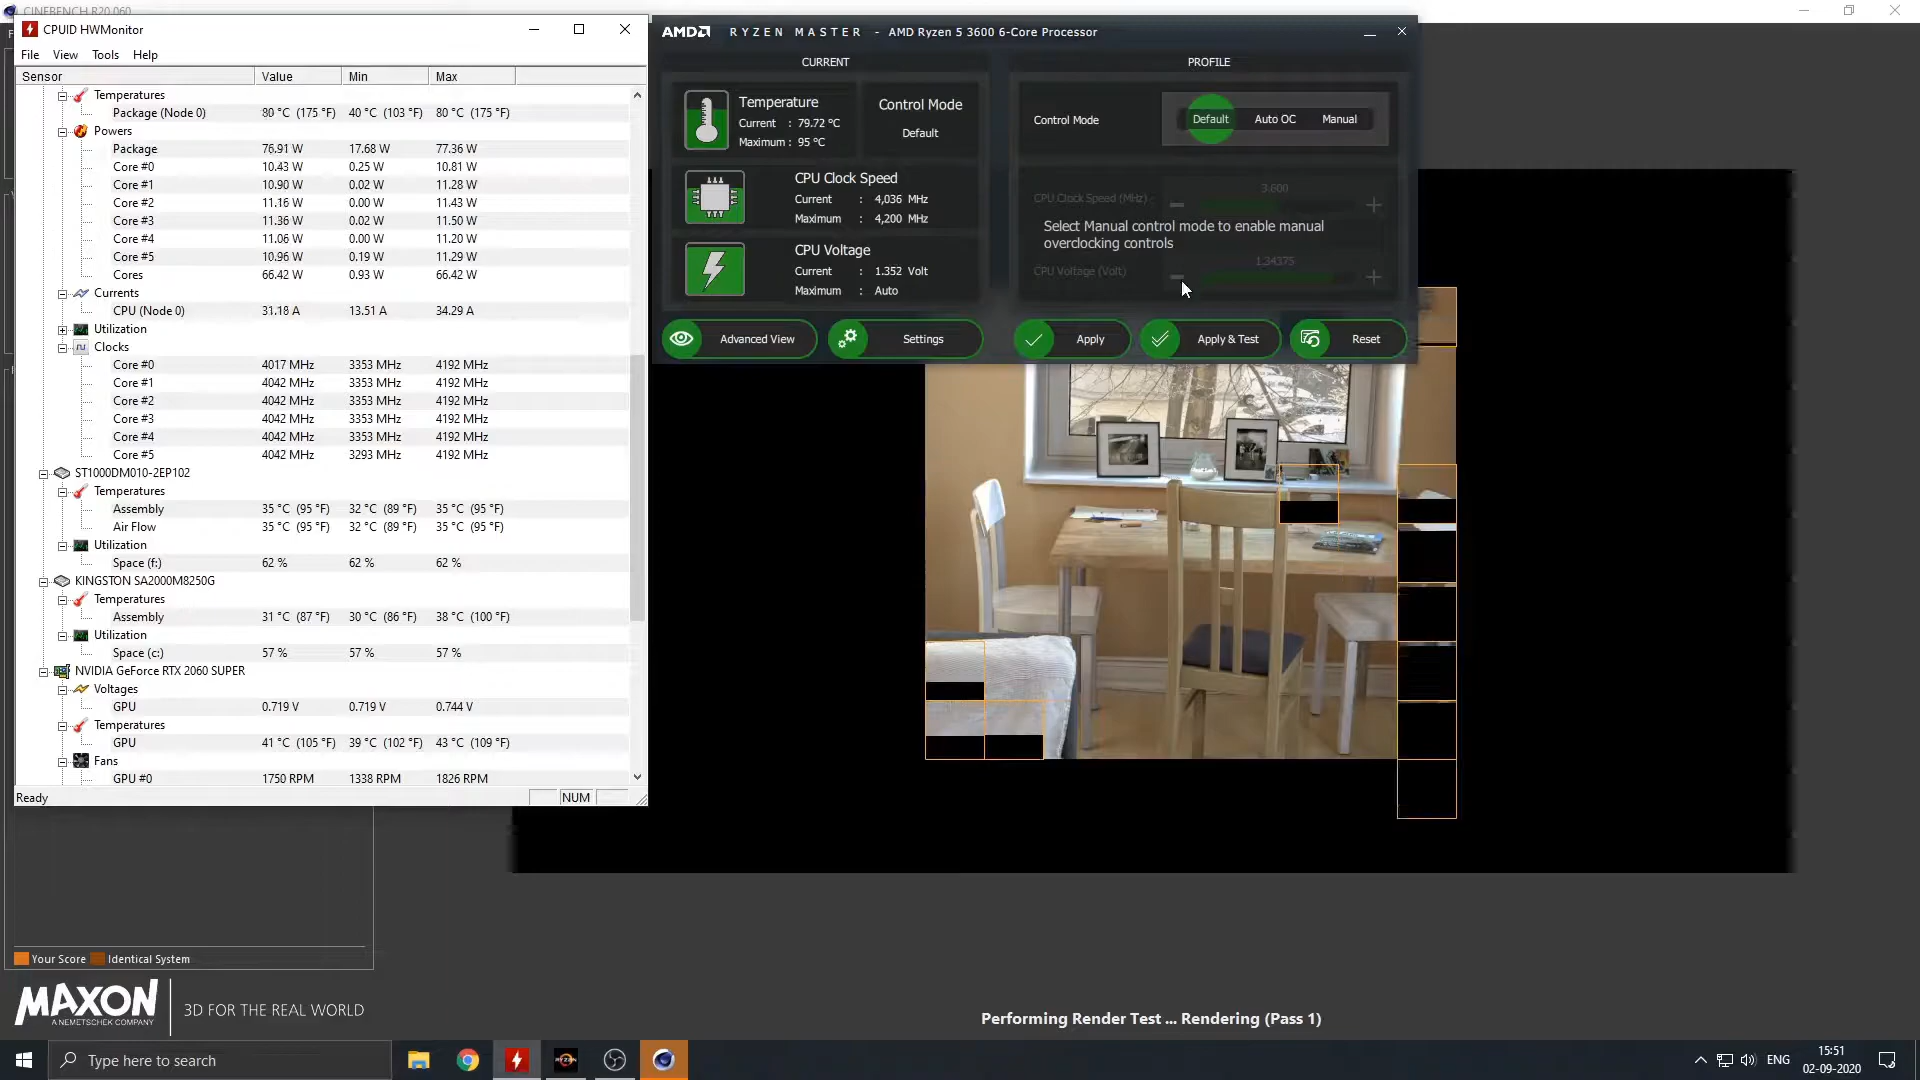 CINEBENCH R20.060
CPUID HWMonitor
File View Tools Help
Sensor Value Min Max
Temperatures
Package (Node 0) 80 °C (175 °F) 40 °C (103 °F) 80 °C (175 °F)
Powers
Package 76.91 W 17.68 W 77.36 W
Core #0 10.43 W 0.25 W 10.81 W
Core #1 10.90 W 0.02 W 11.28 W
Core #2 11.16 W 0.00 W 11.43 W
Core #3 11.36 W 0.02 W 11.50 W
Core #4 11.06 W 0.00 W 11.20 W
Core #5 10.96 W 0.19 W 11.29 W
Cores 66.42 W 0.93 W 66.42 W
Currents
CPU (Node 0) 31.18 A 13.51 A 34.29 A
Utilization
Clocks
Core #0 4017 MHz 3353 MHz 4192 MHz
Core #1 4042 MHz 3353 MHz 4192 MHz
Core #2 4042 MHz 3353 MHz 4192 MHz
Core #3 4042 MHz 3353 MHz 4192 MHz
Core #4 4042 MHz 3353 MHz 4192 MHz
Core #5 4042 MHz 3293 MHz 4192 MHz
ST1000DM010-2EP102
Temperatures
Assembly 35 °C (95 °F) 32 °C (89 °F) 35 °C (95 °F)
Air Flow 35 °C (95 °F) 32 °C (89 °F) 35 °C (95 °F)
Utilization
Space (f:) 62 % 62 % 62 %
KINGSTON SA2000M8250G
Temperatures
Assembly 31 °C (87 °F) 30 °C (86 °F) 38 °C (100 °F)
Utilization
Space (c:) 57 % 57 % 57 %
NVIDIA GeForce RTX 2060 SUPER
Voltages
GPU 0.719 V 0.719 V 0.744 V
Temperatures
GPU 41 °C (105 °F) 39 °C (102 °F) 43 °C (109 °F)
Fans
GPU #0 1750 RPM 1338 RPM 1826 RPM
Ready NUM
AMD RYZEN MASTER - AMD Ryzen 5 3600 6-Core Processor
CURRENT
Temperature
Current : 79.72 °C
Maximum : 95 °C
Control Mode
Default
CPU Clock Speed
Current : 4,036 MHz
Maximum : 4,200 MHz
CPU Voltage
Current : 1.352 Volt
Maximum : Auto
Advanced View Settings
PROFILE
Control Mode Default Auto OC Manual
3.600
CPU Clock Speed (MHz)
Select Manual control mode to enable manual
overclocking controls
1.34375
CPU Voltage (Volt)
Apply Apply & Test Reset
Your Score Identical System
MAXON
A NEMETSCHEK COMPANY
3D FOR THE REAL WORLD
Performing Render Test ... Rendering (Pass 1)
Type here to search
RYZEN
ENG
15:51
02-09-2020